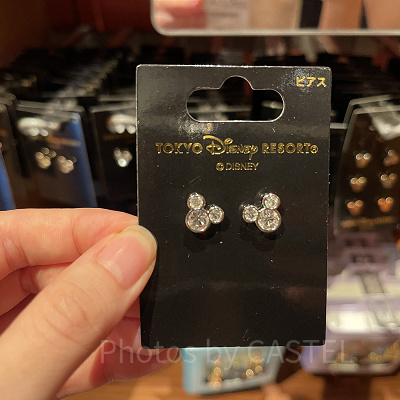 ピアス
TOKYO Disney RESORT®
© DISNEY
Photos by CASTEL